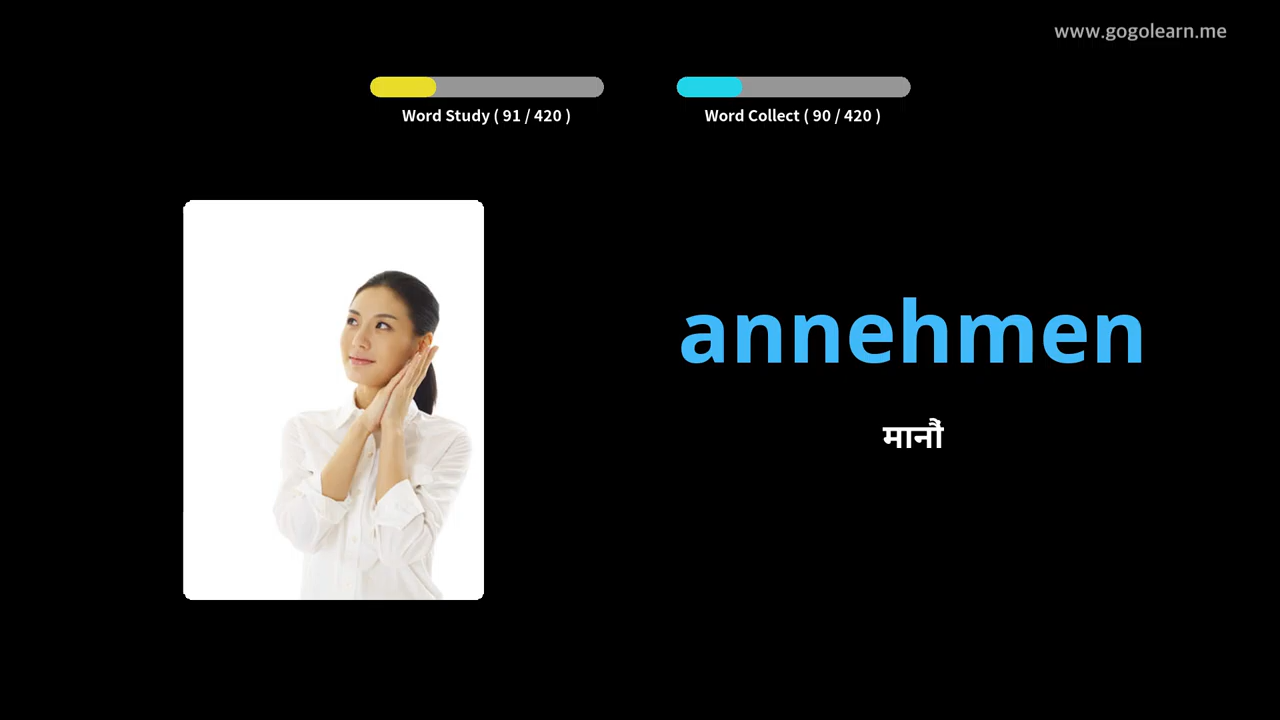 www.gogolearn.me
Word Study ( 91 / 420 )
Word Collect ( 90 / 420 )
annehmen
मानौं